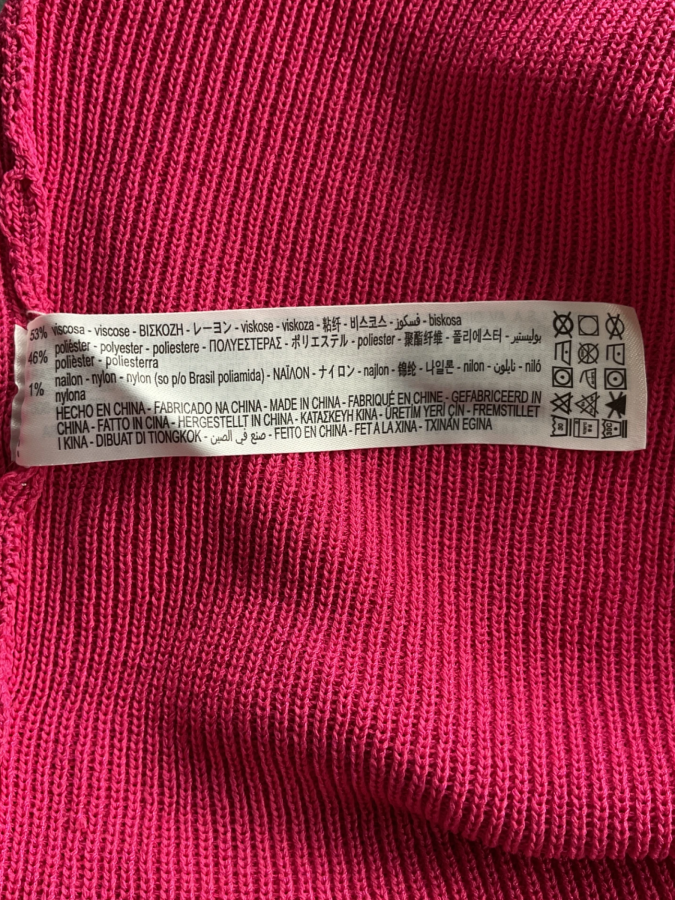 53% viscosa - viscose - ΒΙΣΚΟΖΗ - レーヨン - viskose - viskoza - 粘纤 - 비스코스 - فسكوز - biskosa
46% poliéster - polyester - poliestere - ΠΟΛΥΕΣΤΕΡΑΣ - ポリエステル - poliester - 聚酯纤维 - 폴리에스터 - بوليستير -
polièster - poliesterra
1% nailon - nylon - nylon (so p/o Brasil poliamida) - ΝΑΪΛΟΝ - ナイロン - najlon - 锦纶 - 나일론 - nilon - نايلون - niló
nylona
HECHO EN CHINA - FABRICADO NA CHINA - MADE IN CHINA - FABRIQUÉ EN CHINE - GEFABRICEERD IN
CHINA - FATTO IN CINA - HERGESTELLT IN CHINA - ΚΑΤΑΣΚΕΥΗ ΚΙΝΑ - ÜRETİM YERİ ÇİN - FREMSTILLET
I KINA - DIBUAT DI TIONGKOK - صنع في الصين - FEITO EN CHINA - FET A LA XINA - TXINAN EGINA